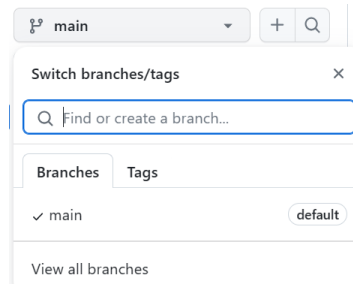 main
Switch branches/tags
Find or create a branch...
Branches Tags
main default
View all branches